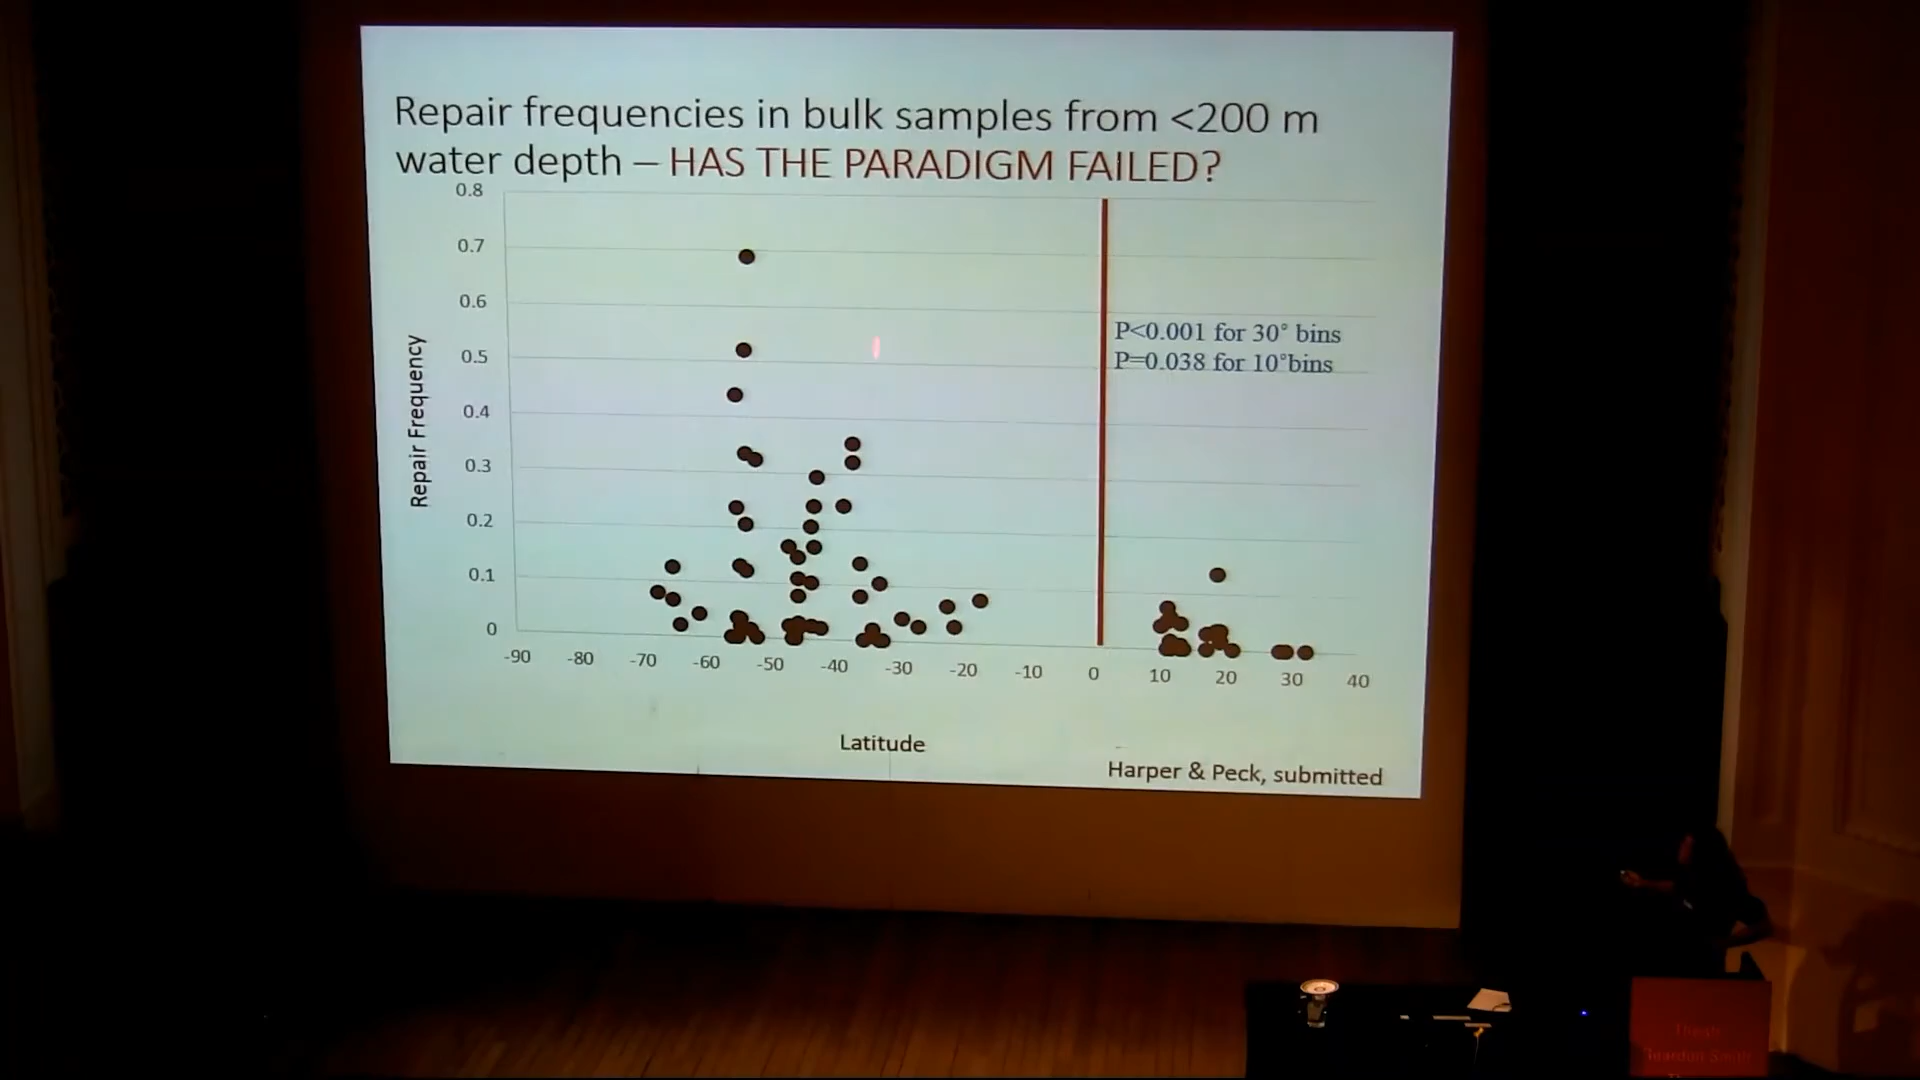 Repair frequencies in bulk samples from <200 m
water depth – HAS THE PARADIGM FAILED?
0.8
0.7
0.6
0.5
0.4
0.3
0.2
0.1
0
Repair Frequency
P<0.001 for 30° bins
P=0.038 for 10°bins
-90 -80 -70 -60 -50 -40 -30 -20 -10 0 10 20 30 40
Latitude
Harper & Peck, submitted